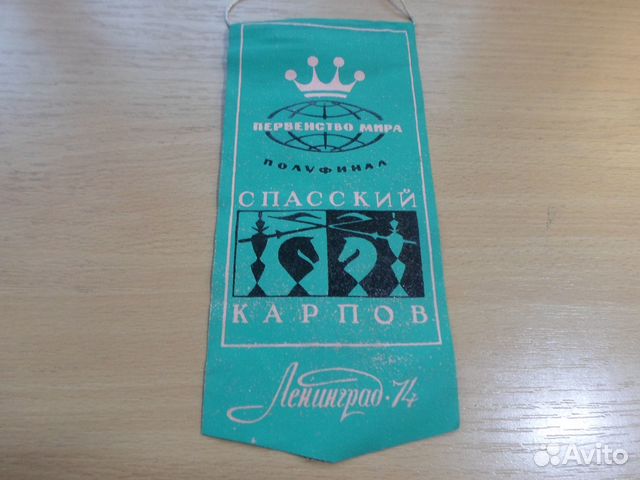 ПЕРВЕНСТВО МИРА
ПОЛУФИНАЛ
СПАССКИЙ
КАРПОВ
Ленинград·74
Avito